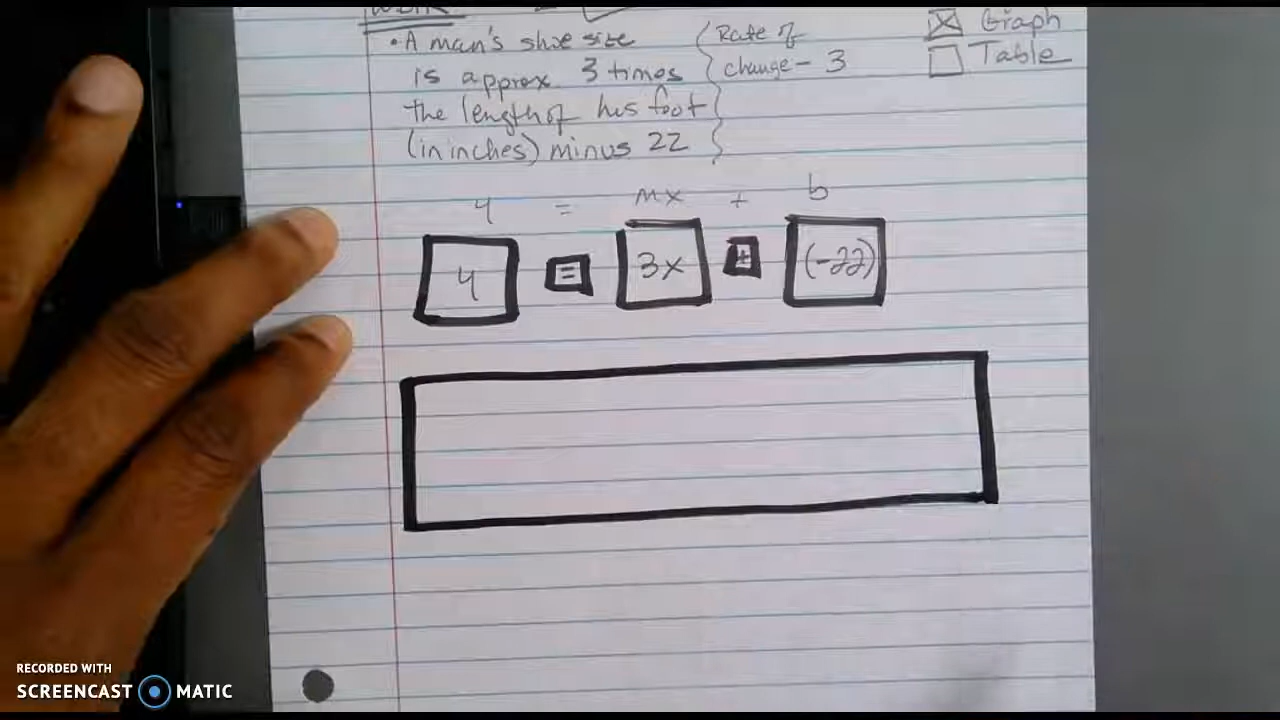 • A man's shoe size
is approx. 3 times
the length of his foot
(in inches) minus 22
Rate of
change - 3
Graph
Table
y = mx + b
y = 3x + (-22)
RECORDED WITH
SCREENCAST MATIC